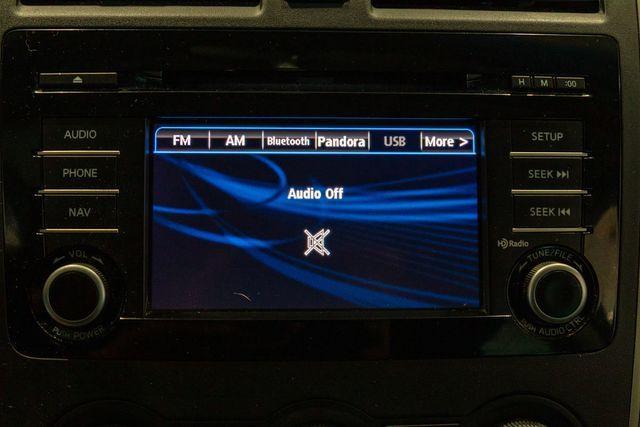 H M :00
AUDIO
PHONE
NAV
VOL
PUSH POWER
FM AM Bluetooth Pandora USB More >
Audio Off
SETUP
SEEK
SEEK
HD Radio
TUNE/FILE
PUSH AUDIO CTRL